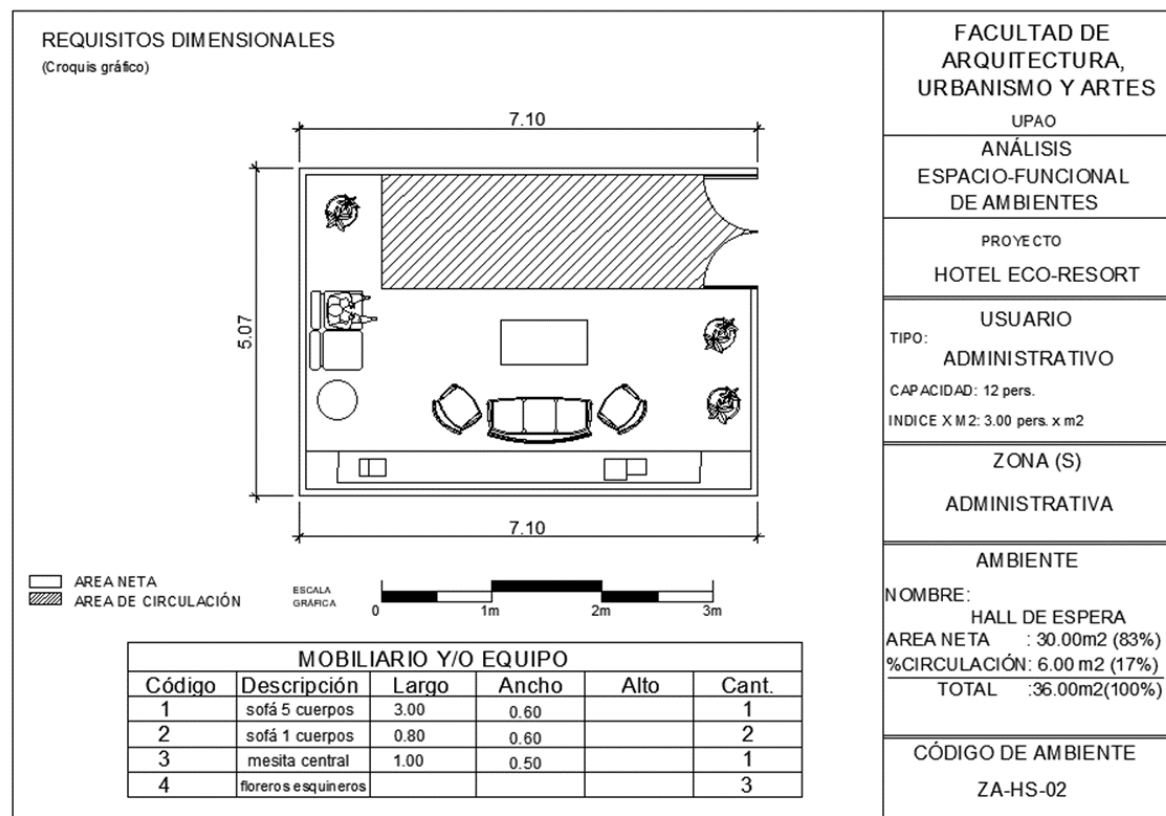 REQUISITOS DIMENSIONALES
(Croquis gráfico)
7.10
5.07
7.10
AREA NETA
AREA DE CIRCULACIÓN
ESCALA
GRÁFICA
0 1m 2m 3m
MOBILIARIO Y/O EQUIPO
Código Descripción Largo Ancho Alto Cant.
1 sofá 5 cuerpos 3.00 0.60 1
2 sofá 1 cuerpos 0.80 0.60 2
3 mesita central 1.00 0.50 1
4 floreros esquineros 3
FACULTAD DE
ARQUITECTURA,
URBANISMO Y ARTES
UPAO
ANÁLISIS
ESPACIO-FUNCIONAL
DE AMBIENTES
PROYECTO
HOTEL ECO-RESORT
USUARIO
TIPO:
ADMINISTRATIVO
CAPACIDAD: 12 pers.
INDICE X M2: 3.00 pers. x m2
ZONA (S)
ADMINISTRATIVA
AMBIENTE
NOMBRE:
HALL DE ESPERA
AREA NETA : 30.00m2 (83%)
%CIRCULACIÓN: 6.00 m2 (17%)
TOTAL :36.00m2(100%)
CÓDIGO DE AMBIENTE
ZA-HS-02